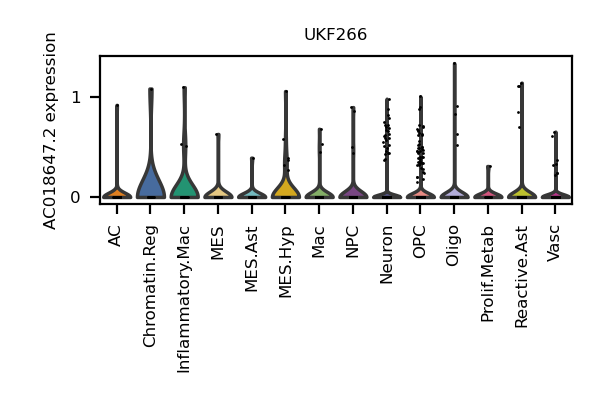 UKF266
AC018647.2 expression
1
0
AC
Chromatin.Reg
Inflammatory.Mac
MES
MES.Ast
MES.Hyp
Mac
NPC
Neuron
OPC
Oligo
Prolif.Metab
Reactive.Ast
Vasc